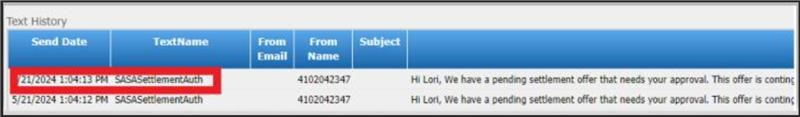 Text History
Send Date TextName From Email From Name Subject
/21/2024 1:04:13 PM SASASettlementAuth 4102042347 Hi Lori, We have a pending settlement offer that needs your approval. This offer is conting
5/21/2024 1:04:12 PM SASASettlementAuth 4102042347 Hi Lori, We have a pending settlement offer that needs your approval. This offer is conting